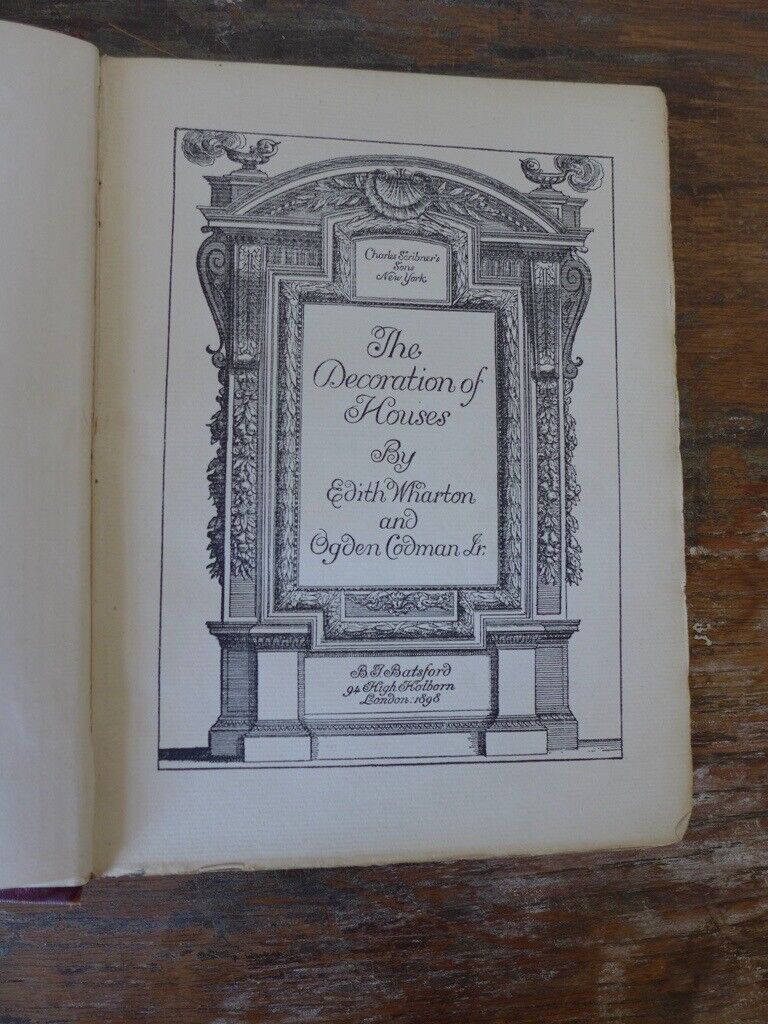 Charles Scribner's
Sons
New York
The
Decoration of
Houses
By
Edith Wharton
and
Ogden Codman Jr.
B T Batsford
94 High Holborn
London: 1898